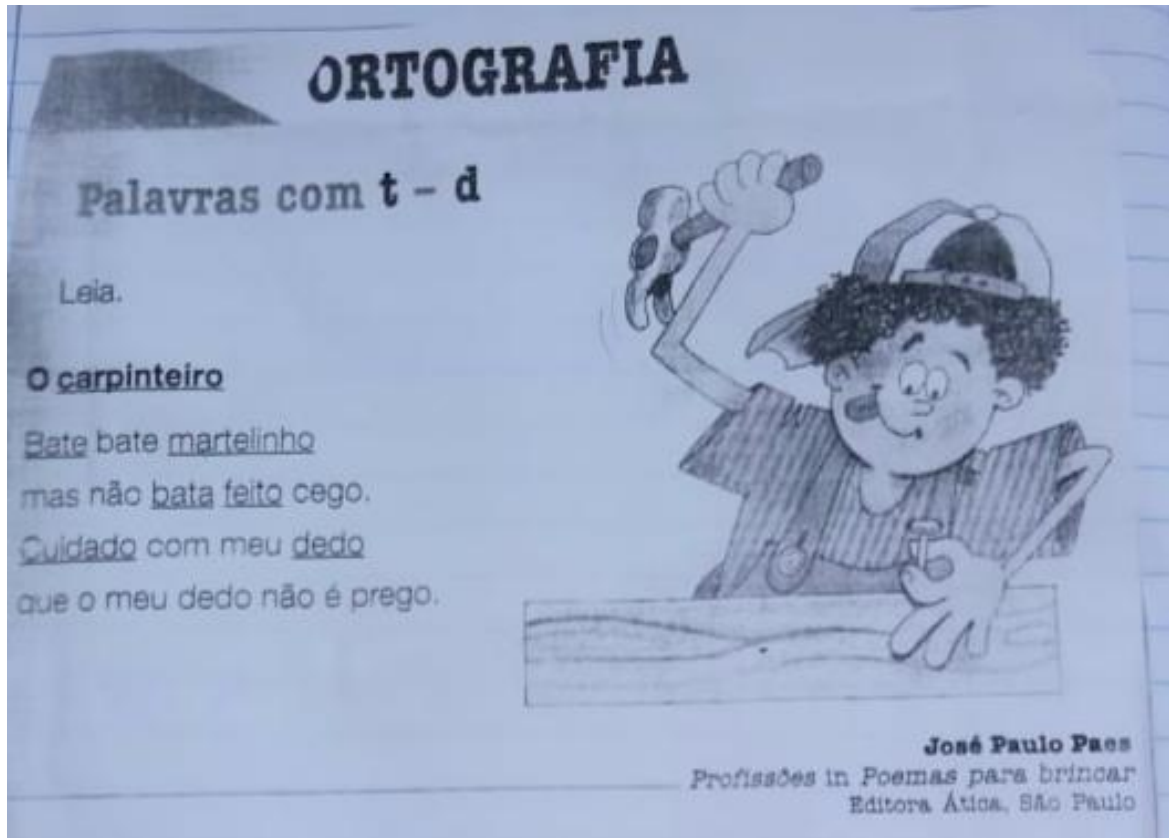 ORTOGRAFIA
Palavras com t - d
Leia.
O carpinteiro
Bate bate martelinho
mas não bata feito cego.
Cuidado com meu dedo
que o meu dedo não é prego.
José Paulo Paes
Profissões in Poemas para brincar
Editora Ática, São Paulo